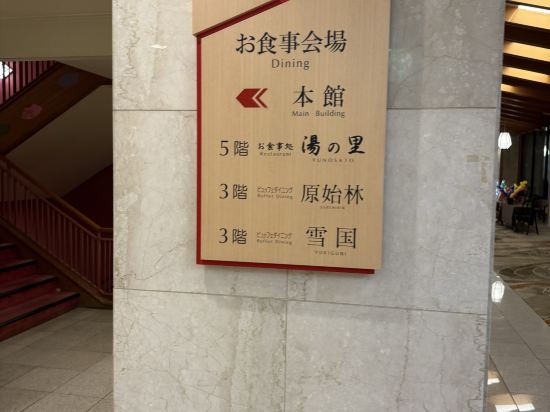 お食事会場
Dining
本館
Main Building
5階 お食事処 Restaurant 湯の里 YUNOSATO
3階 ビュッフェダイニング Buffet Dining 原始林
3階 ビュッフェダイニング Buffet Dining 雪国 YUKIGUNI